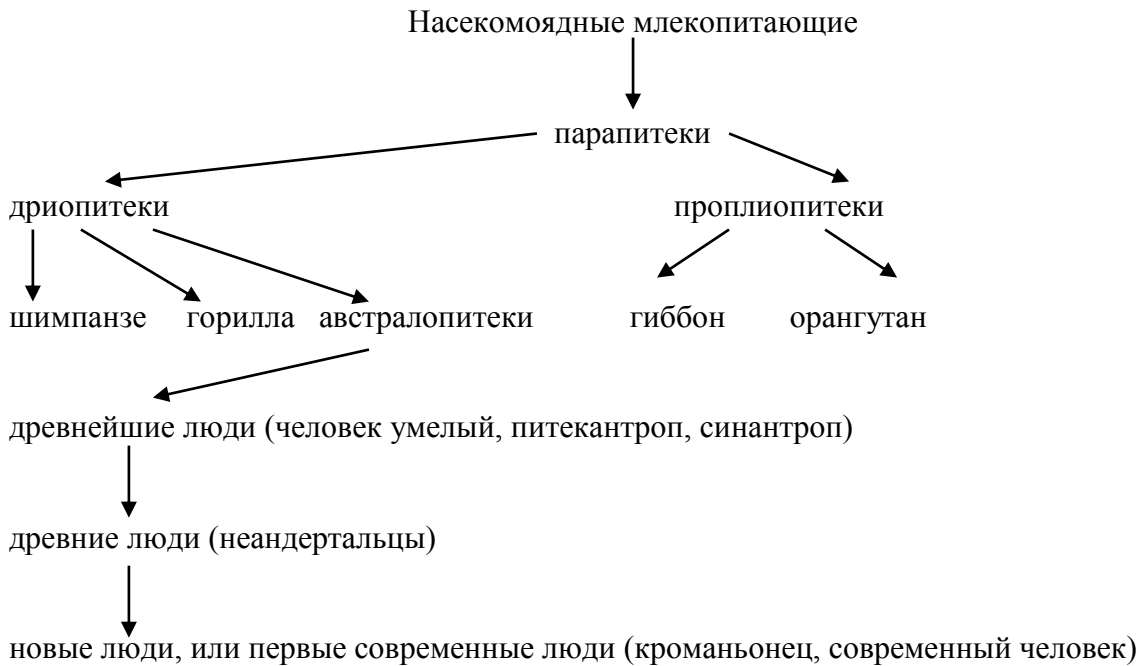 Насекомоядные млекопитающие
парапитеки
дриопитеки проплиопитеки
шимпанзе горилла австралопитеки гиббон орангутан
древнейшие люди (человек умелый, питекантроп, синантроп)
древние люди (неандертальцы)
новые люди, или первые современные люди (кроманьонец, современный человек)